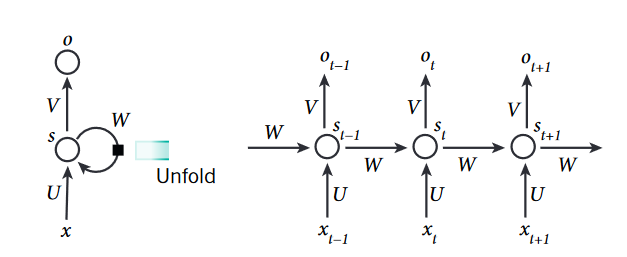 o
V
W
s
Unfold
U
x
o_{t-1} o_t o_{t+1}
V V V
W s_{t-1} s_t s_{t+1}
W W W
U U U
x_{t-1} x_t x_{t+1}